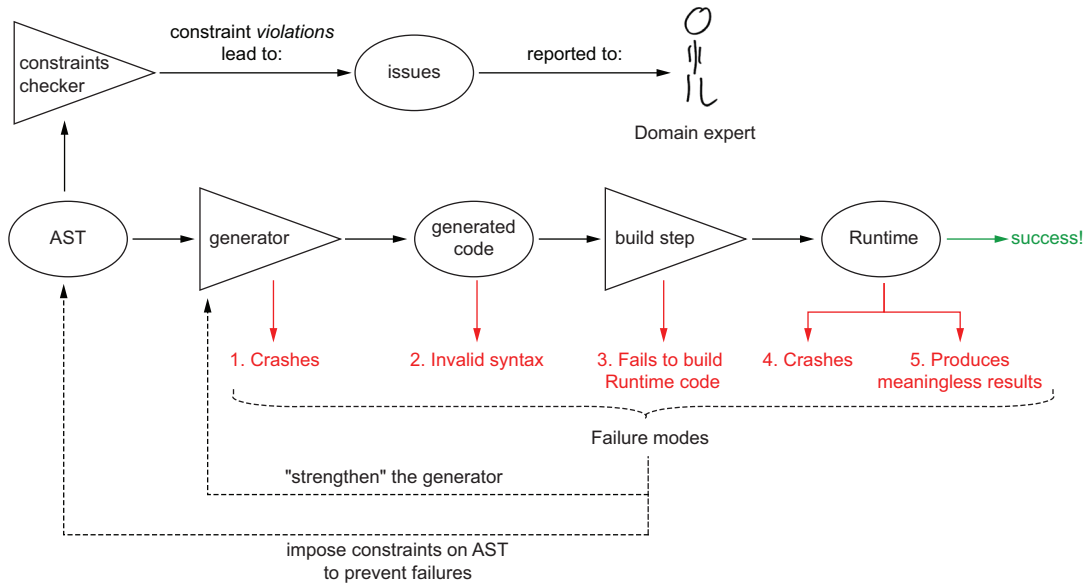 constraint violations
lead to:
constraints
checker
issues
reported to:
Domain expert
AST
generator
generated
code
build step
Runtime
success!
1. Crashes
2. Invalid syntax
3. Fails to build
Runtime code
4. Crashes
5. Produces
meaningless results
Failure modes
"strengthen" the generator
impose constraints on AST
to prevent failures